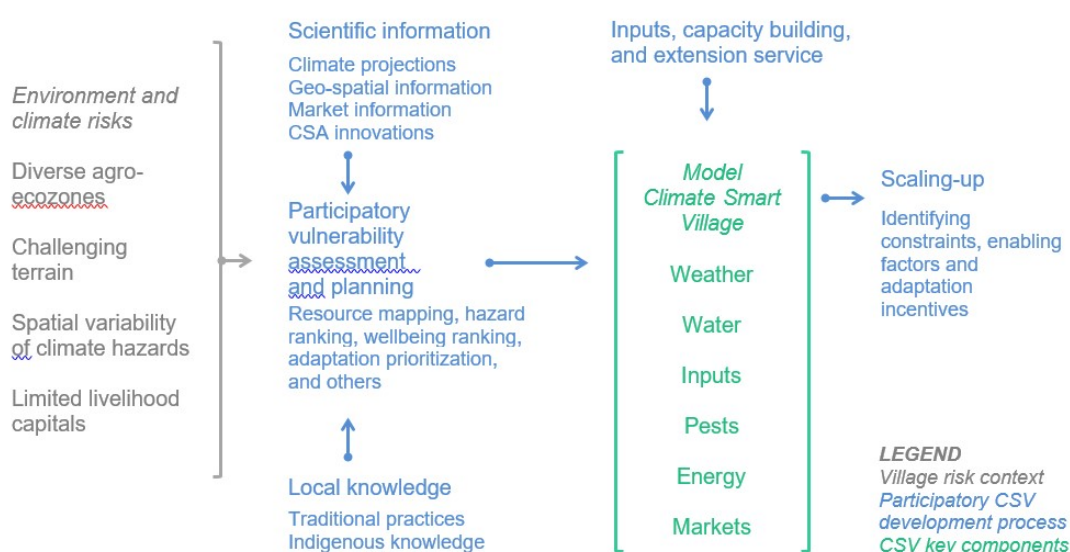 Environment and
climate risks
Diverse agro-
ecozones
Challenging
terrain
Spatial variability
of climate hazards
Limited livelihood
capitals
Scientific information
Climate projections
Geo-spatial information
Market information
CSA innovations
Participatory
vulnerability
assessment
and planning
Resource mapping, hazard
ranking, wellbeing ranking,
adaptation prioritization,
and others
Local knowledge
Traditional practices
Indigenous knowledge
Inputs, capacity building,
and extension service
Model
Climate Smart
Village
Weather
Water
Inputs
Pests
Energy
Markets
Scaling-up
Identifying
constraints, enabling
factors and
adaptation
incentives
LEGEND
Village risk context
Participatory CSV
development process
CSV key components